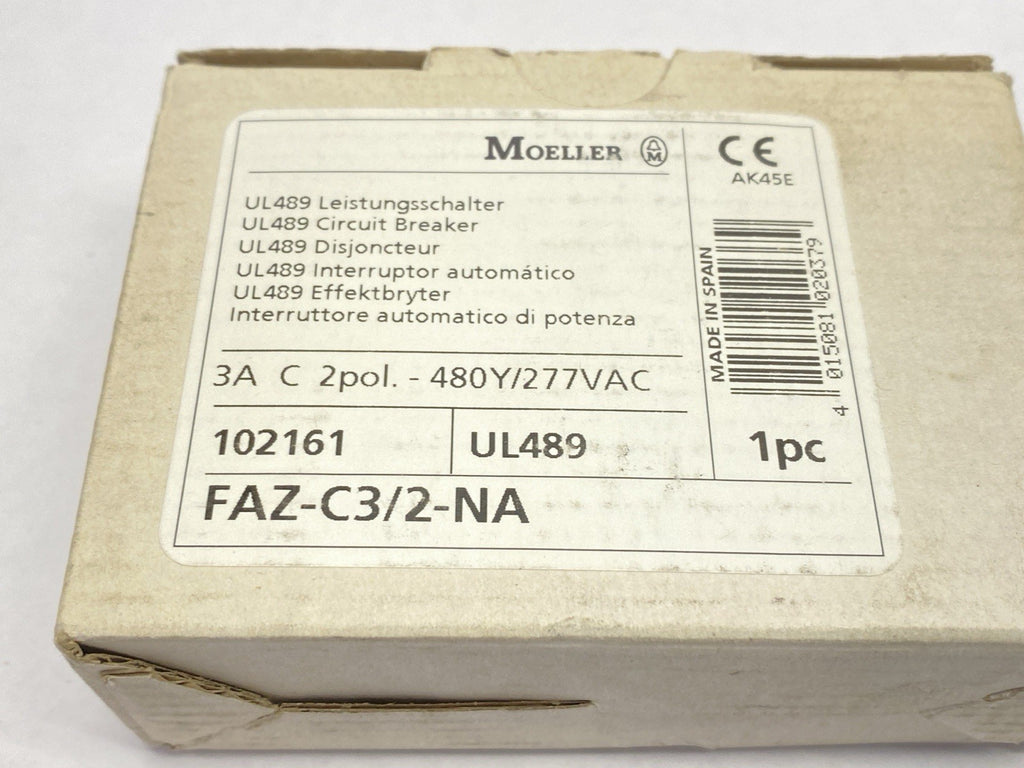 MOELLER
UL489 Leistungsschalter
UL489 Circuit Breaker
UL489 Disjoncteur
UL489 Interruptor automático
UL489 Effektbryter
Interruttore automatico di potenza
3A C 2pol. - 480Y/277VAC
102161
UL489
FAZ-C3/2-NA
CE
AK45E
MADE IN SPAIN
4 015081 020379
1pc